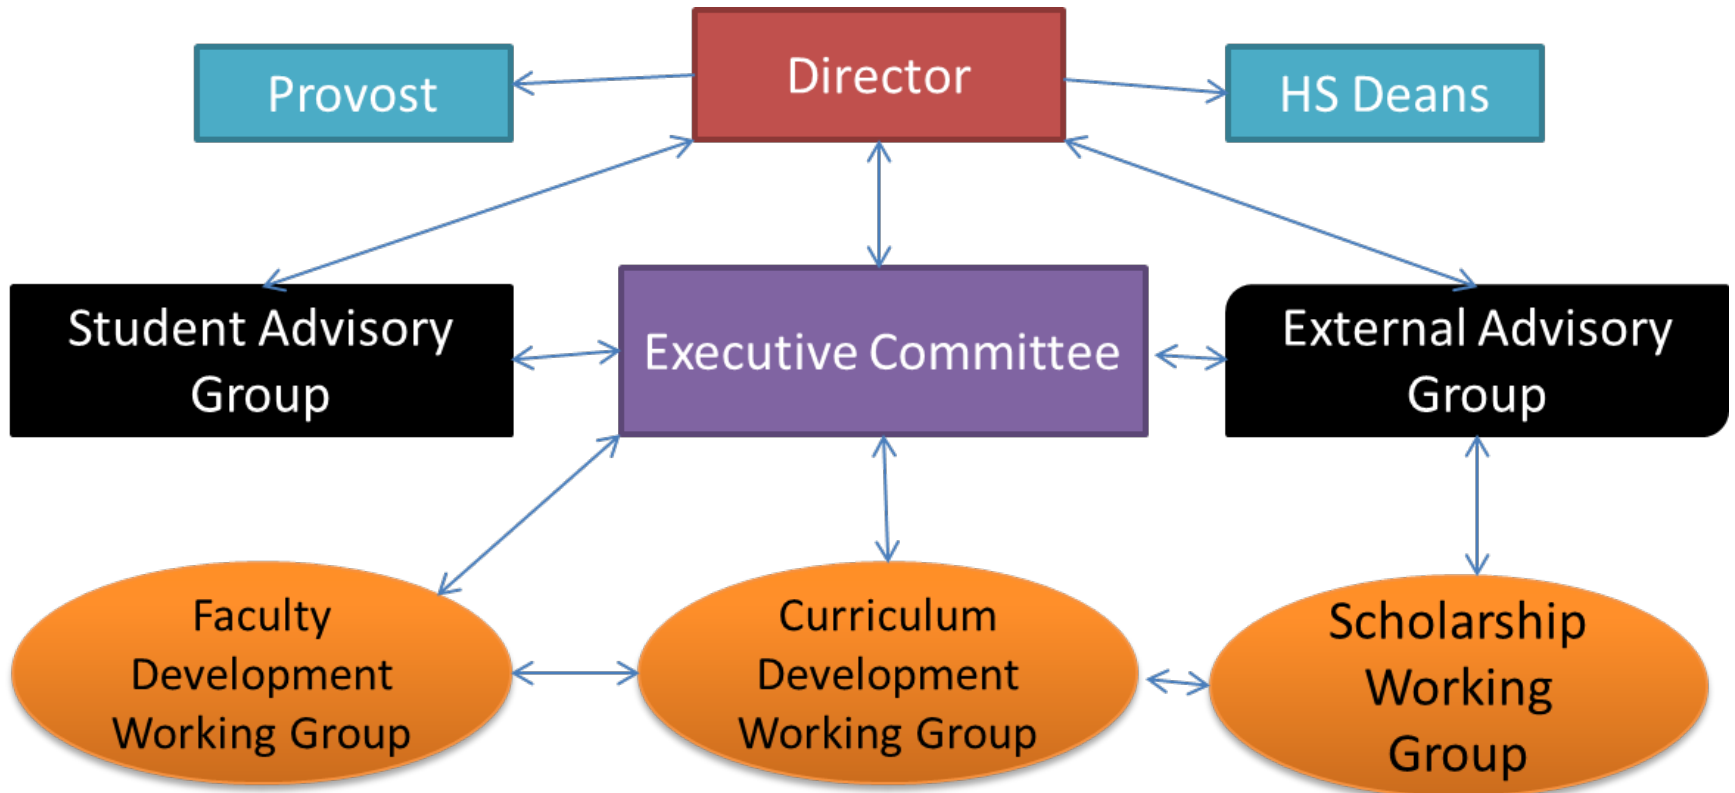 Provost
Director
HS Deans
Student Advisory
Group
Executive Committee
External Advisory
Group
Faculty
Development
Working Group
Curriculum
Development
Working Group
Scholarship
Working
Group